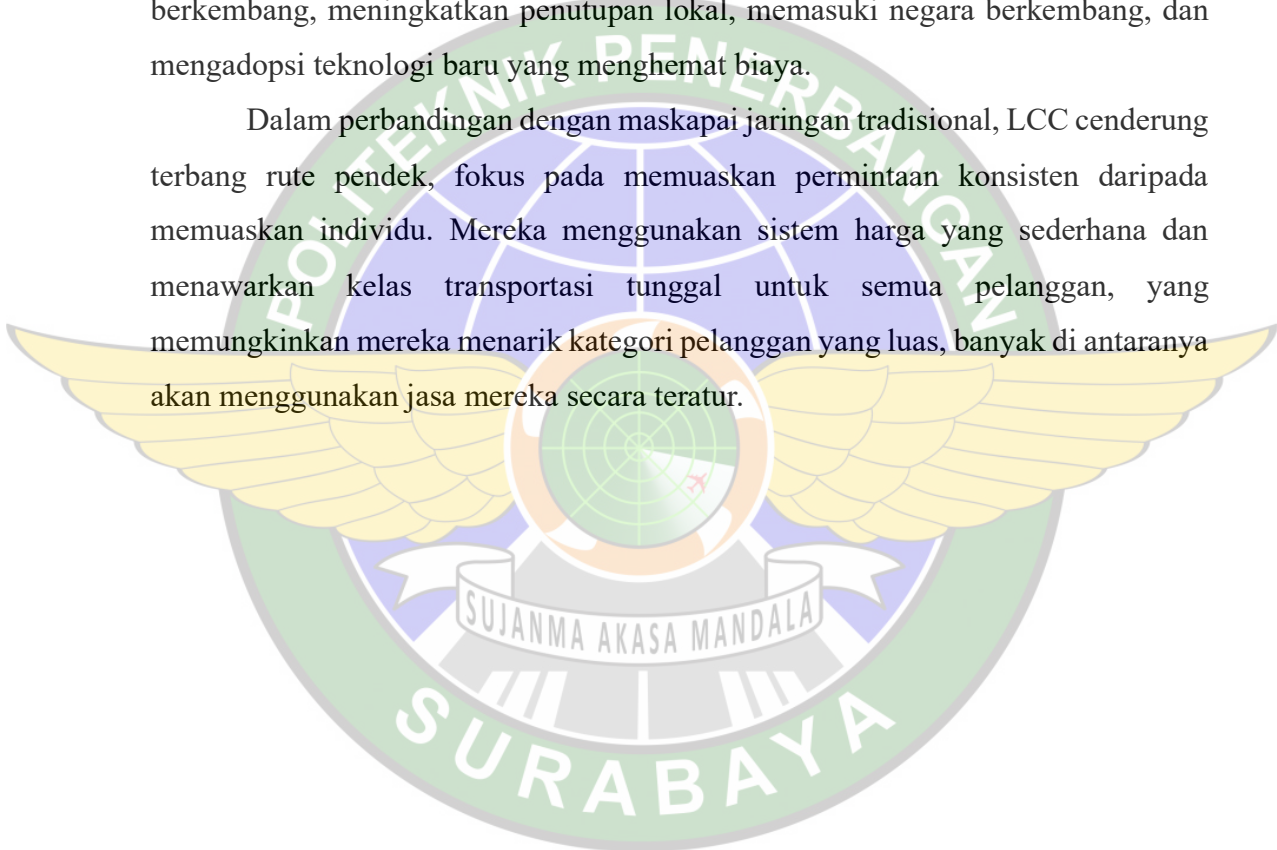 berkembang, meningkatkan penutupan lokal, memasuki negara berkembang, dan
mengadopsi teknologi baru yang menghemat biaya.
Dalam perbandingan dengan maskapai jaringan tradisional, LCC cenderung
terbang rute pendek, fokus pada memuaskan permintaan konsisten daripada
memuaskan individu. Mereka menggunakan sistem harga yang sederhana dan
menawarkan kelas transportasi tunggal untuk semua pelanggan, yang
memungkinkan mereka menarik kategori pelanggan yang luas, banyak di antaranya
akan menggunakan jasa mereka secara teratur.
POLITEKNIK PENERBANGAN
SUJANMA AKASA MANDALA
SURABAYA